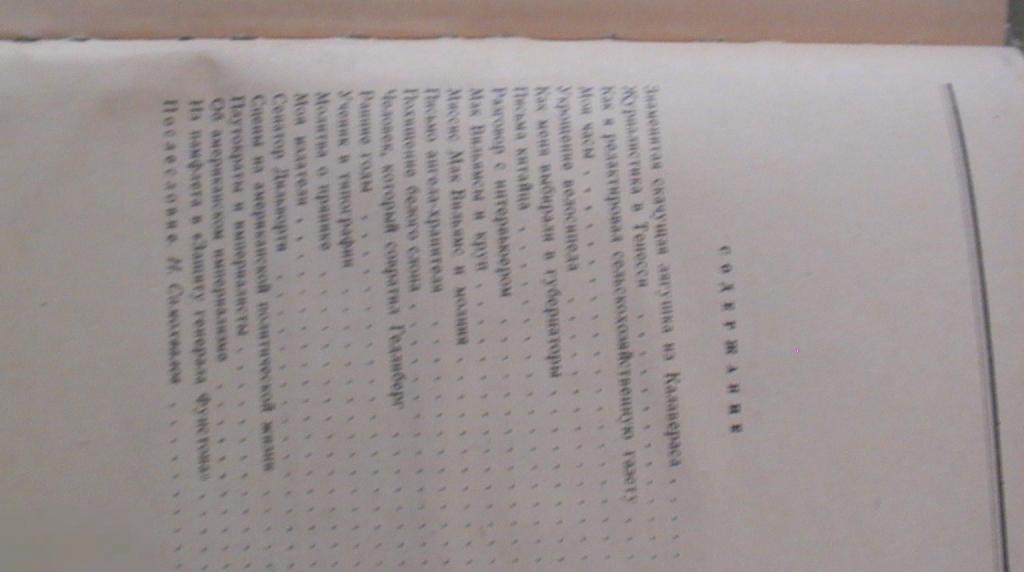 СОДЕРЖАНИЕ
Знаменитая скачущая лягушка из Калавераса
Журналистика в Теннесси
Как я редактировал сельскохозяйственную газету
Мои часы
Укрощение велосипеда
Как меня выбирали в губернаторы
Письма китайца
Разговор с интервьюером
Мак Вильямсы и круп
Миссис Мак Вильямс и молния
Письмо ангела-хранителя
Похищение белого слона
Человек, который совратил Гедлиберг
Ранние годы
Ученик в типографии
Молитва о прянике
Мои издатели
Сенатор Дильворти
Сцены из американской политической жизни
Плутократы и империалисты
Об американском империализме
Из памфлета в «Защиту генерала Фунстона»
Послесловие. Н. Самохвалов